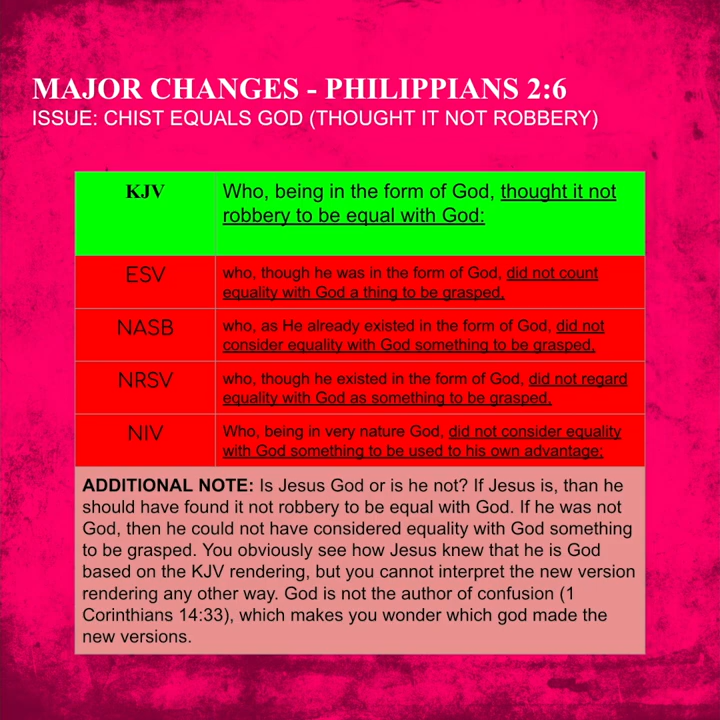 MAJOR CHANGES - PHILIPPIANS 2:6
ISSUE: CHIST EQUALS GOD (THOUGHT IT NOT ROBBERY)
KJV
Who, being in the form of God, thought it not
robbery to be equal with God:
ESV
who, though he was in the form of God, did not count
equality with God a thing to be grasped,
NASB
who, as He already existed in the form of God, did not
consider equality with God something to be grasped,
NRSV
who, though he existed in the form of God, did not regard
equality with God as something to be grasped,
NIV
Who, being in very nature God, did not consider equality
with God something to be used to his own advantage;
ADDITIONAL NOTE: Is Jesus God or is he not? If Jesus is, than he
should have found it not robbery to be equal with God. If he was not
God, then he could not have considered equality with God something
to be grasped. You obviously see how Jesus knew that he is God
based on the KJV rendering, but you cannot interpret the new version
rendering any other way. God is not the author of confusion (1
Corinthians 14:33), which makes you wonder which god made the
new versions.